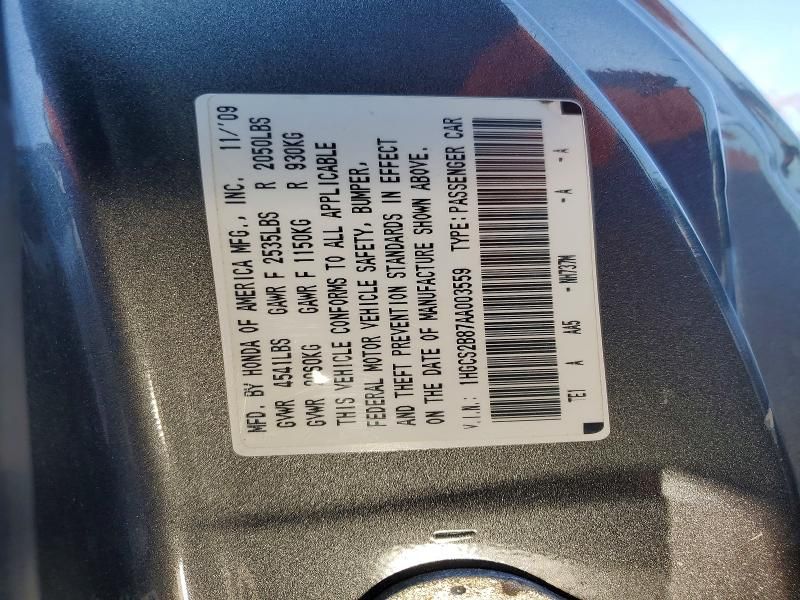 MFD. BY HONDA OF AMERICA MFG., INC. 11/'09
GVWR 4541LBS GAWR F 2535LBS R 2050LBS
GVWR 2060KG GAWR F 1150KG R 930KG
THIS VEHICLE CONFORMS TO ALL APPLICABLE
FEDERAL MOTOR VEHICLE SAFETY, BUMPER,
AND THEFT PREVENTION STANDARDS IN EFFECT
ON THE DATE OF MANUFACTURE SHOWN ABOVE.
V.I.N.: 1HGCS2B87AA003559 TYPE: PASSENGER CAR
TE1 A AA5 -NH737M -A -A